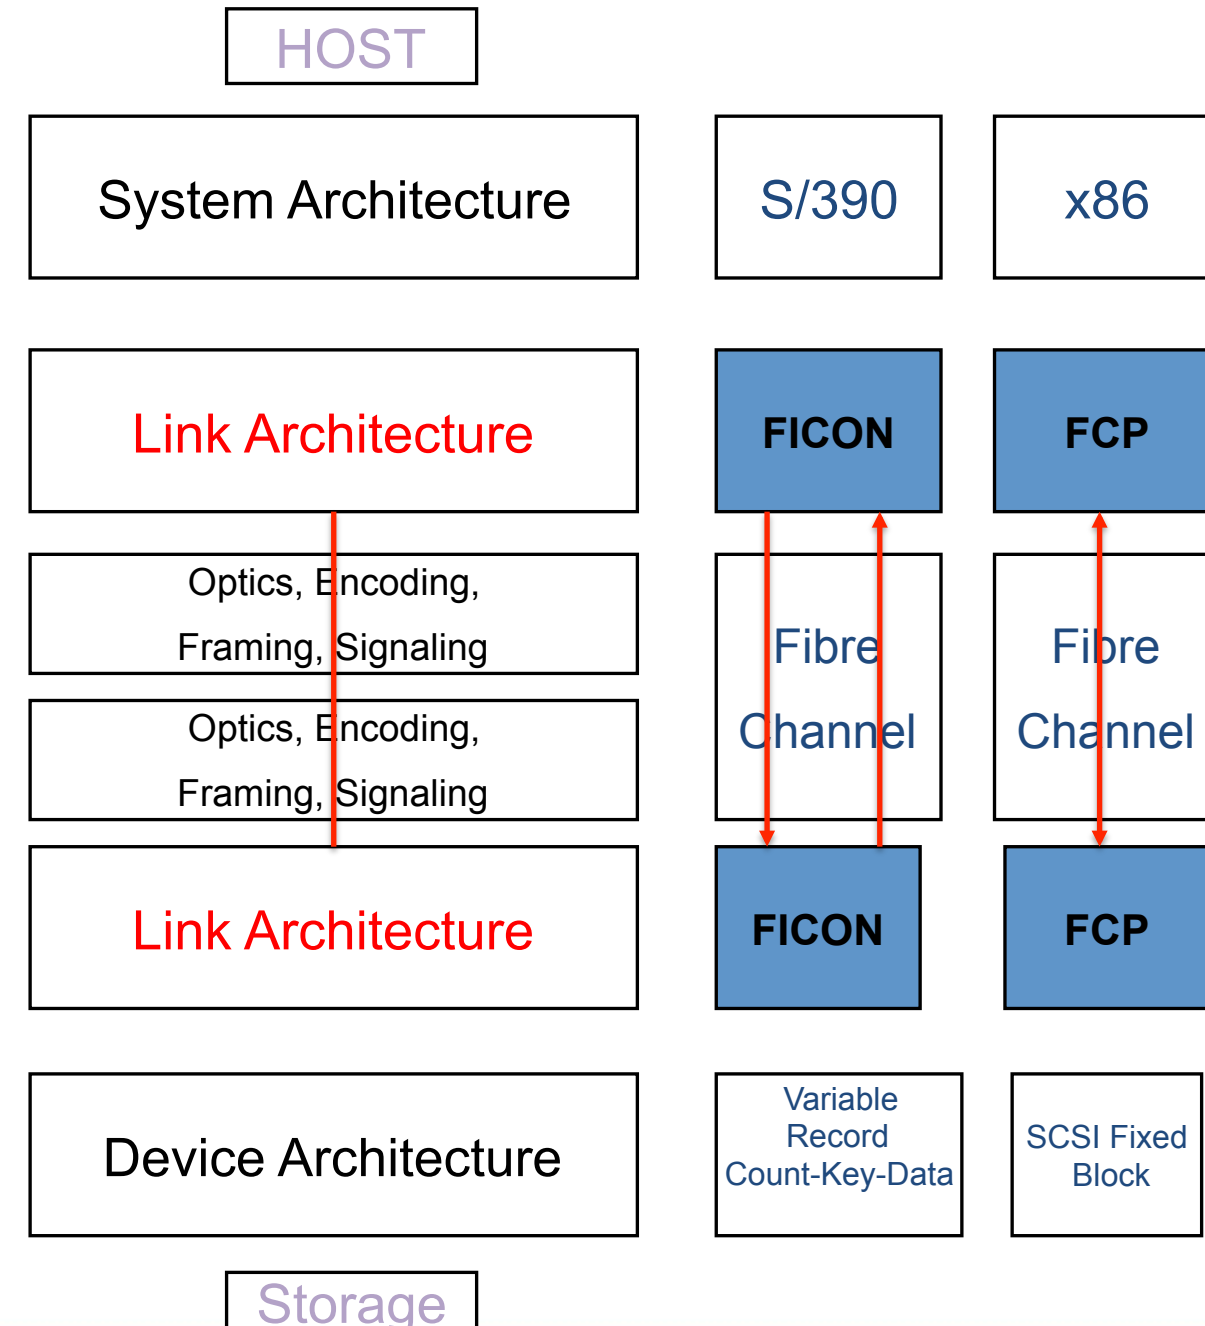 HOST
System Architecture
S/390
x86
Link Architecture
FICON
FCP
Optics, Encoding,
Framing, Signaling
Optics, Encoding,
Framing, Signaling
Fibre
Channel
Fibre
Channel
Link Architecture
FICON
FCP
Device Architecture
Variable
Record
Count-Key-Data
SCSI Fixed
Block
Storage